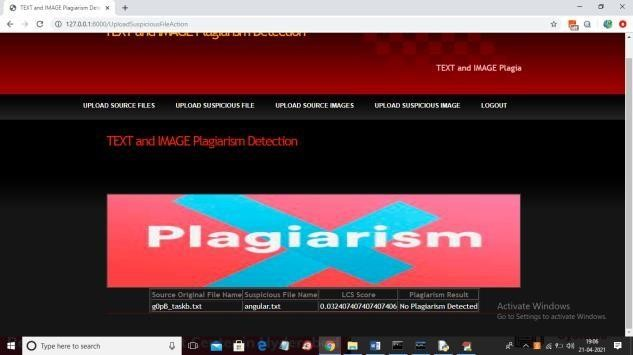 TEXT and IMAGE Plagiarism Dete
127.0.0.1:8000/UploadSuspiciousFileAction
TEXT and IMAGE Plagiarism Detection
TEXT and IMAGE Plagia
UPLOAD SOURCE FILES UPLOAD SUSPICIOUS FILE UPLOAD SOURCE IMAGES UPLOAD SUSPICIOUS IMAGE LOGOUT
TEXT and IMAGE Plagiarism Detection
Plagiarism
Source Original File Name Suspicious File Name LCS Score Plagiarism Result
g0pB_taskb.txt angular.txt 0.032407407407407406 No Plagiarism Detected
Activate Windows
Go to Settings to activate Windows.
Type here to search
19:06
21-04-2021